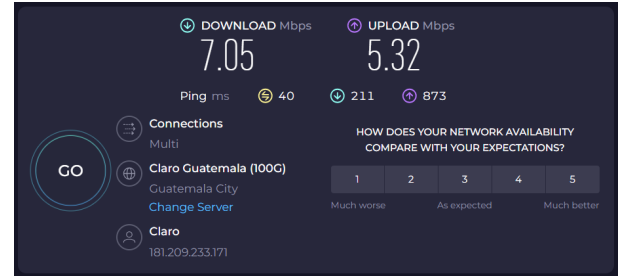 DOWNLOAD Mbps
7.05
UPLOAD Mbps
5.32
Ping ms 40 211 873
GO
Connections
Multi
Claro Guatemala (100G)
Guatemala City
Change Server
Claro
181.209.233.171
HOW DOES YOUR NETWORK AVAILABILITY
COMPARE WITH YOUR EXPECTATIONS?
1 2 3 4 5
Much worse As expected Much better